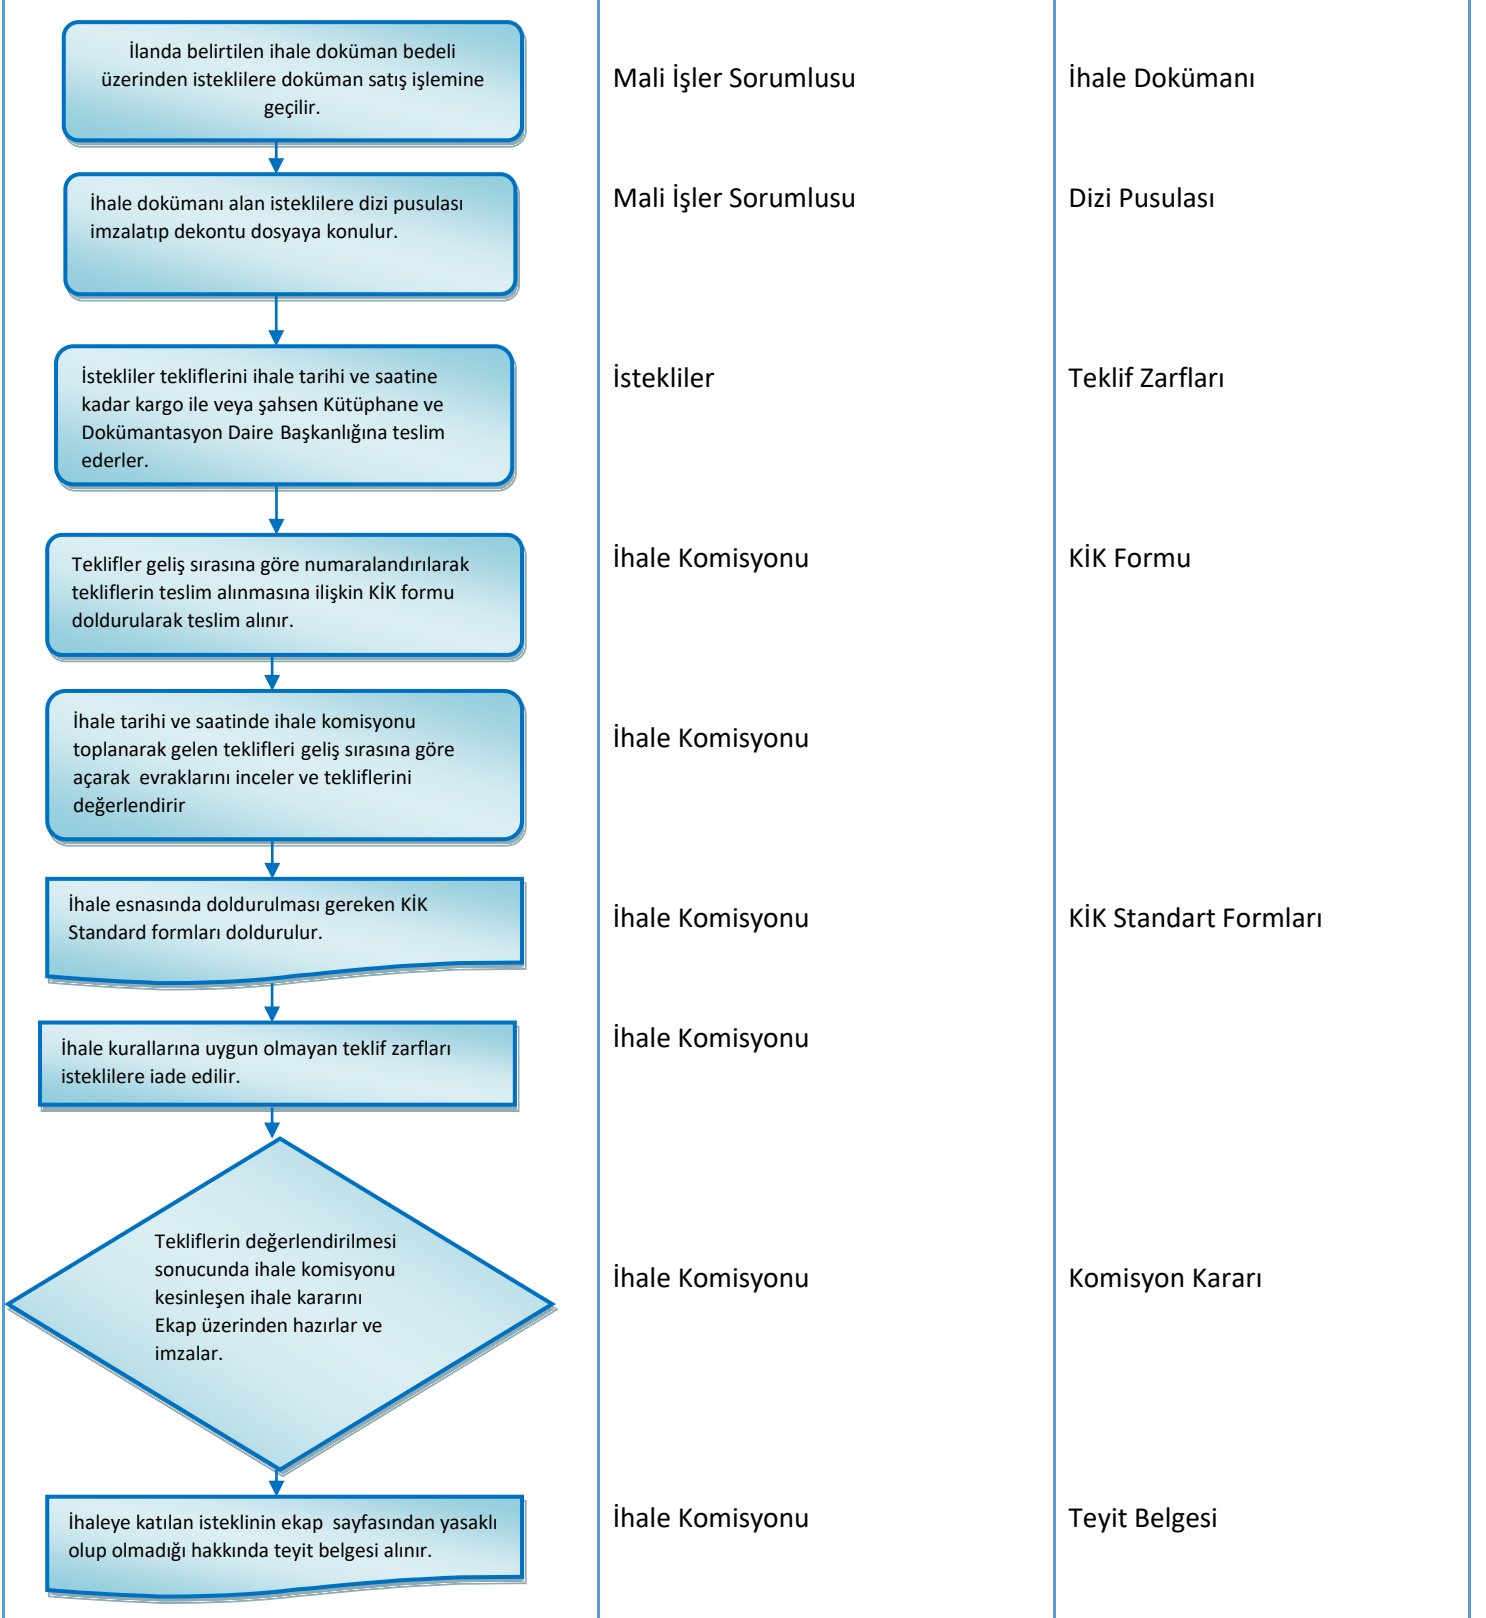 İlanda belirtilen ihale doküman bedeli
üzerinden isteklilere doküman satış işlemine
geçilir.
Mali İşler Sorumlusu
İhale Dokümanı
İhale dokümanı alan isteklilere dizi pusulası
imzalatıp dekontu dosyaya konulur.
Mali İşler Sorumlusu
Dizi Pusulası
İstekliler tekliflerini ihale tarihi ve saatine
kadar kargo ile veya şahsen Kütüphane ve
Dokümantasyon Daire Başkanlığına teslim
ederler.
İstekliler
Teklif Zarfları
Teklifler geliş sırasına göre numaralandırılarak
tekliflerin teslim alınmasına ilişkin KİK formu
doldurularak teslim alınır.
İhale Komisyonu
KİK Formu
İhale tarihi ve saatinde ihale komisyonu
toplanarak gelen teklifleri geliş sırasına göre
açarak evraklarını inceler ve tekliflerini
değerlendirir
İhale Komisyonu
İhale esnasında doldurulması gereken KİK
Standard formları doldurulur.
İhale Komisyonu
KİK Standart Formları
İhale kurallarına uygun olmayan teklif zarfları
isteklilere iade edilir.
İhale Komisyonu
Tekliflerin değerlendirilmesi
sonucunda ihale komisyonu
kesinleşen ihale kararını
Ekap üzerinden hazırlar ve
imzalar.
İhale Komisyonu
Komisyon Kararı
İhaleye katılan isteklinin ekap sayfasından yasaklı
olup olmadığı hakkında teyit belgesi alınır.
İhale Komisyonu
Teyit Belgesi